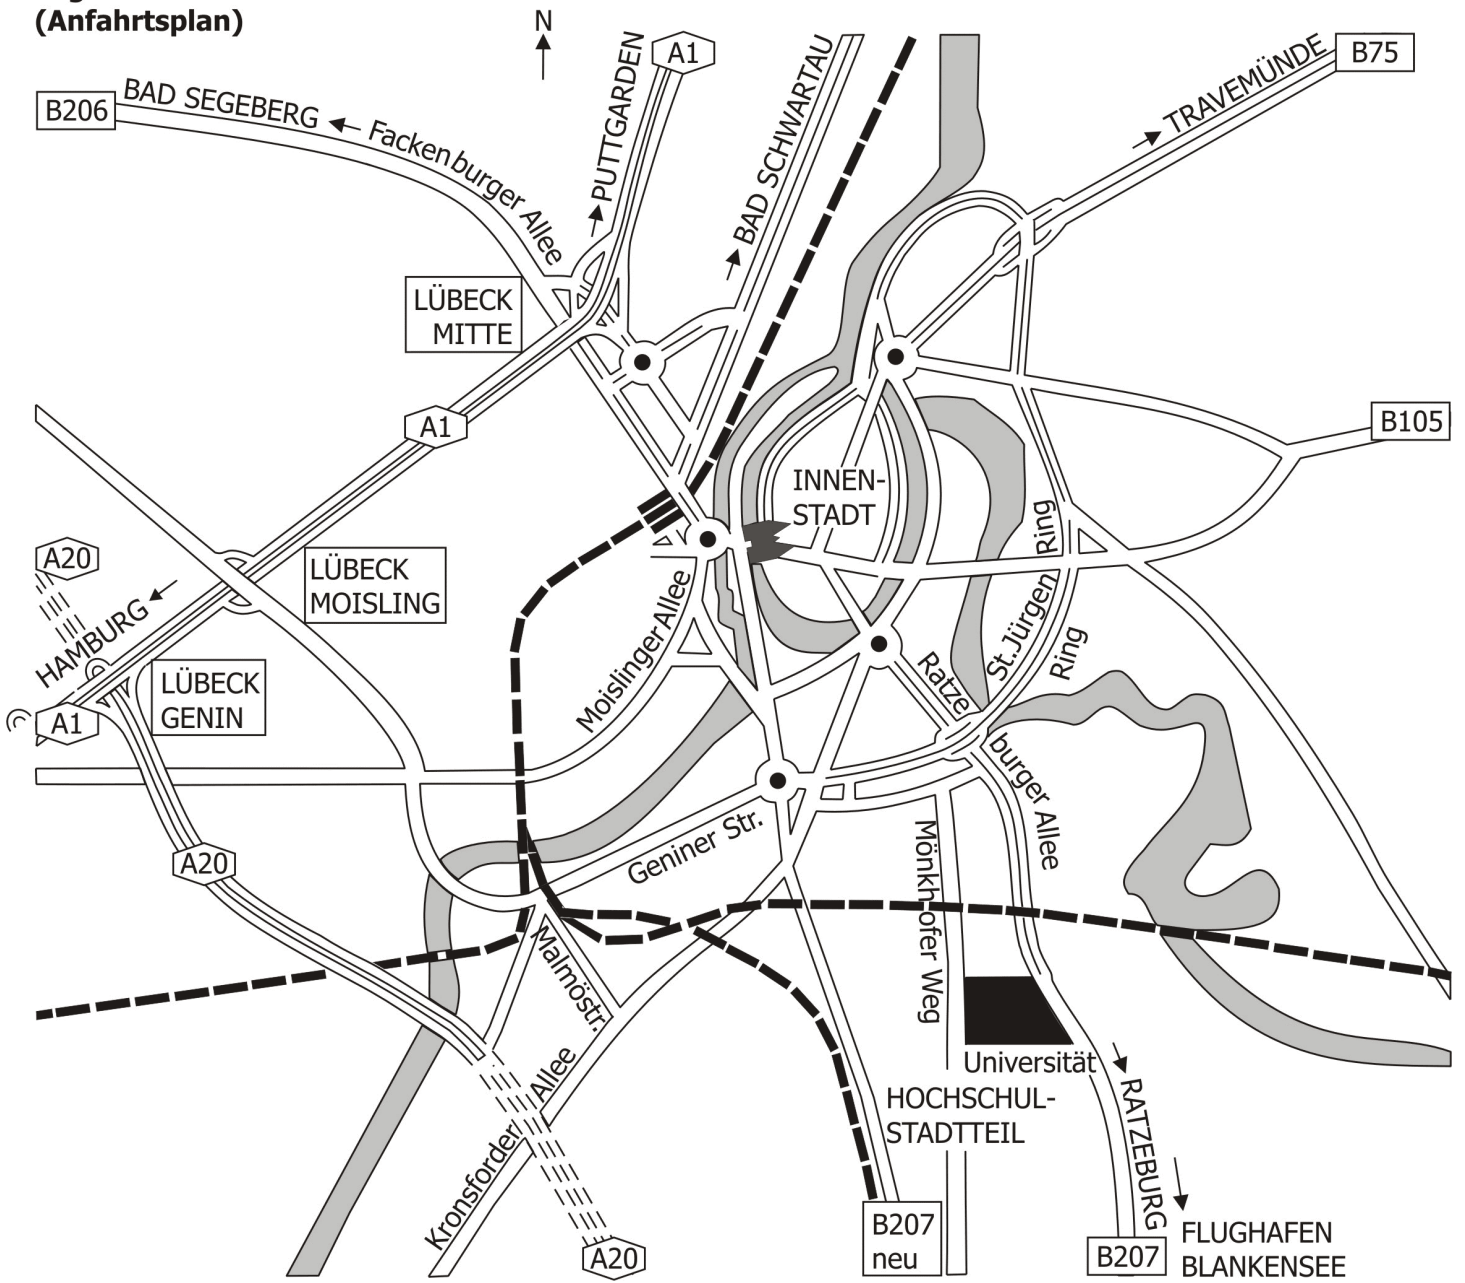 (Anfahrtsplan)
N
A1
B75
B206
BAD SEGEBERG
Fackenburger Allee
PUTTGARDEN
BAD SCHWARTAU
TRAVEMÜNDE
LÜBECK
MITTE
A1
B105
INNEN-
STADT
Ring
A20
HAMBURG
LÜBECK
MOISLING
Moislinger Allee
St.Jürgen
Ring
LÜBECK
GENIN
A1
Ratze
burger Allee
A20
Geniner Str.
Mönkhofer Weg
Malmöstr.
Universität
Kronsforder Allee
HOCHSCHUL-
STADTTEIL
RATZEBURG
B207
neu
B207
A20
FLUGHAFEN
BLANKENSEE